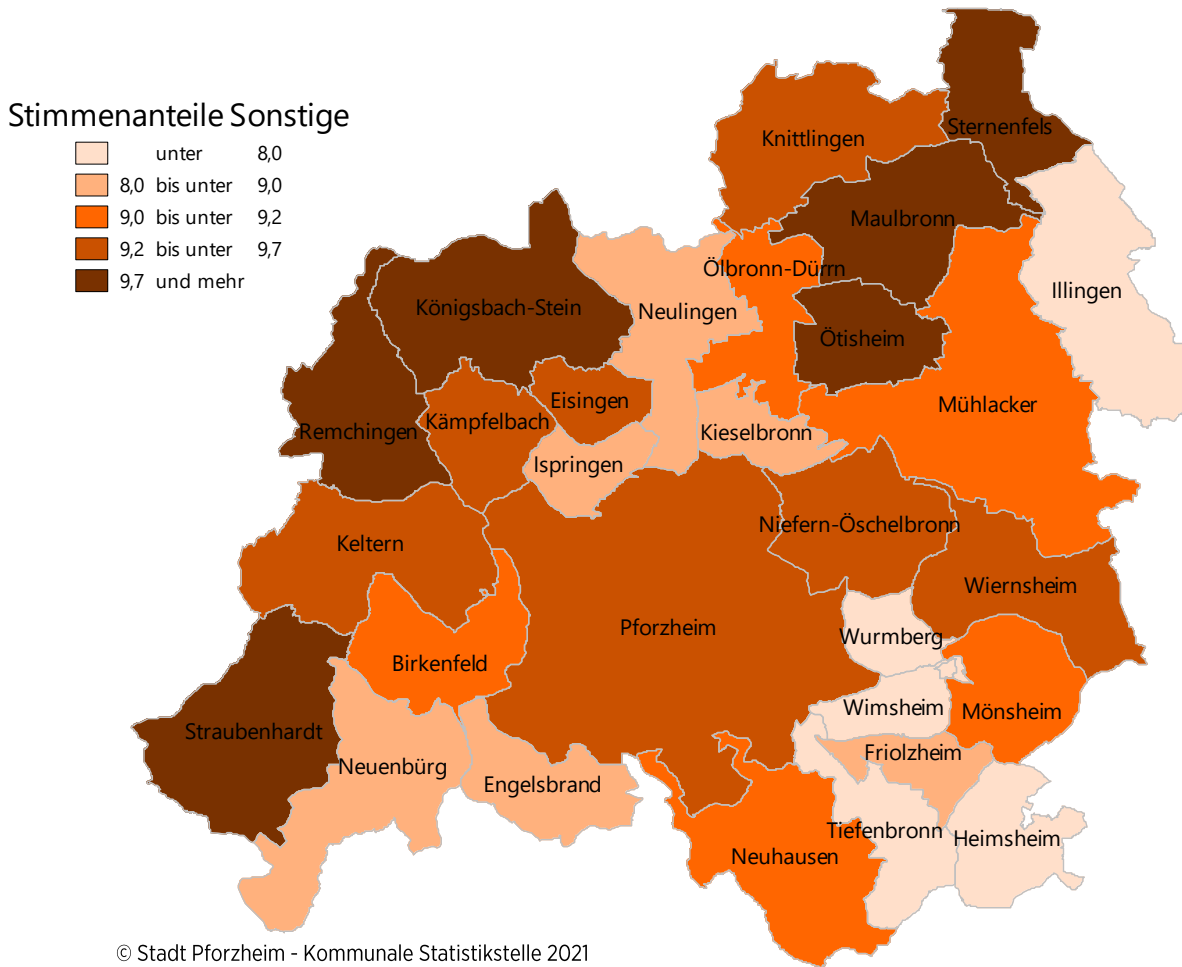 Stimmenanteile Sonstige
unter 8,0
8,0 bis unter 9,0
9,0 bis unter 9,2
9,2 bis unter 9,7
9,7 und mehr
Sternenfels
Knittlingen
Maulbronn
Ölbronn-Dürrn
Illingen
Königsbach-Stein
Neulingen
Ötisheim
Eisingen
Mühlacker
Kämpfelbach
Remchingen
Kieselbronn
Ispringen
Niefern-Öschelbronn
Keltern
Wiernsheim
Pforzheim
Wurmberg
Birkenfeld
Wimsheim
Mönsheim
Straubenhardt
Friolzheim
Neuenbürg
Engelsbrand
Tiefenbronn
Heimsheim
Neuhausen
© Stadt Pforzheim - Kommunale Statistikstelle 2021